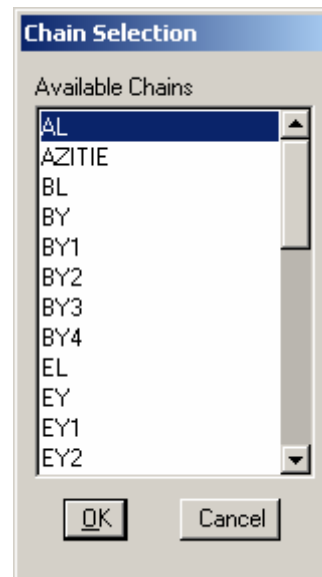 Chain Selection
Available Chains
AL
AZITIE
BL
BY
BY1
BY2
BY3
BY4
EL
EY
EY1
EY2
OK Cancel